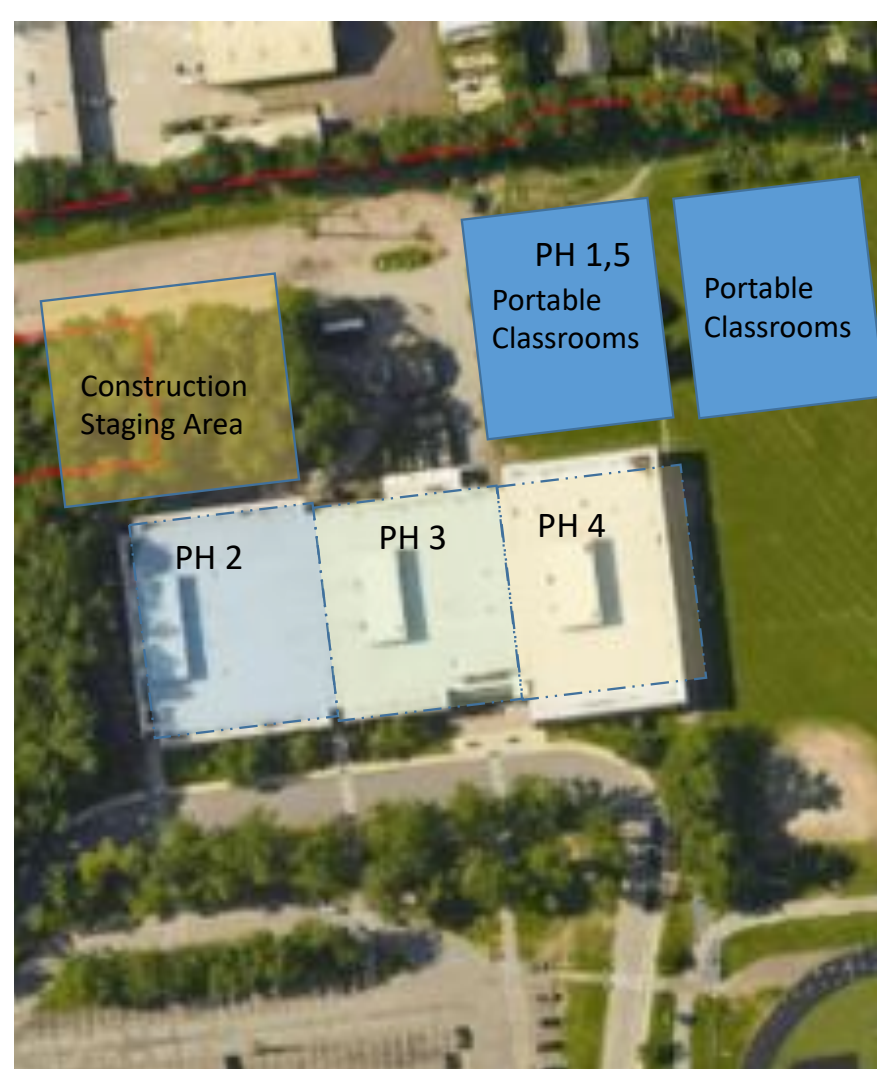 PH 1,5
Portable
Classrooms
Portable
Classrooms
Construction
Staging Area
PH 2
PH 3
PH 4